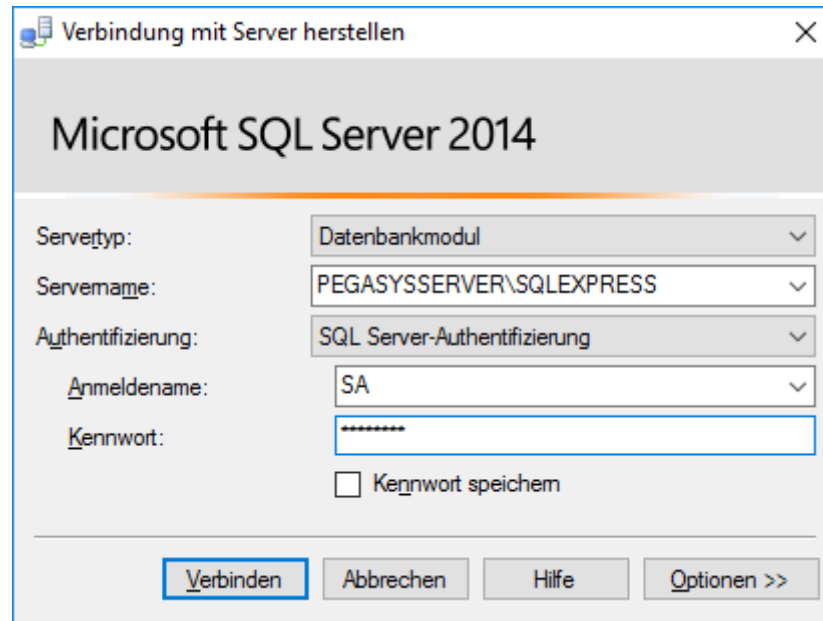 Verbindung mit Server herstellen
Microsoft SQL Server 2014
Servertyp: Datenbankmodul
Servername: PEGASYSSERVER\SQLEXPRESS
Authentifizierung: SQL Server-Authentifizierung
Anmeldename: SA
Kennwort: ********
Kennwort speichern
Verbinden Abbrechen Hilfe Optionen >>